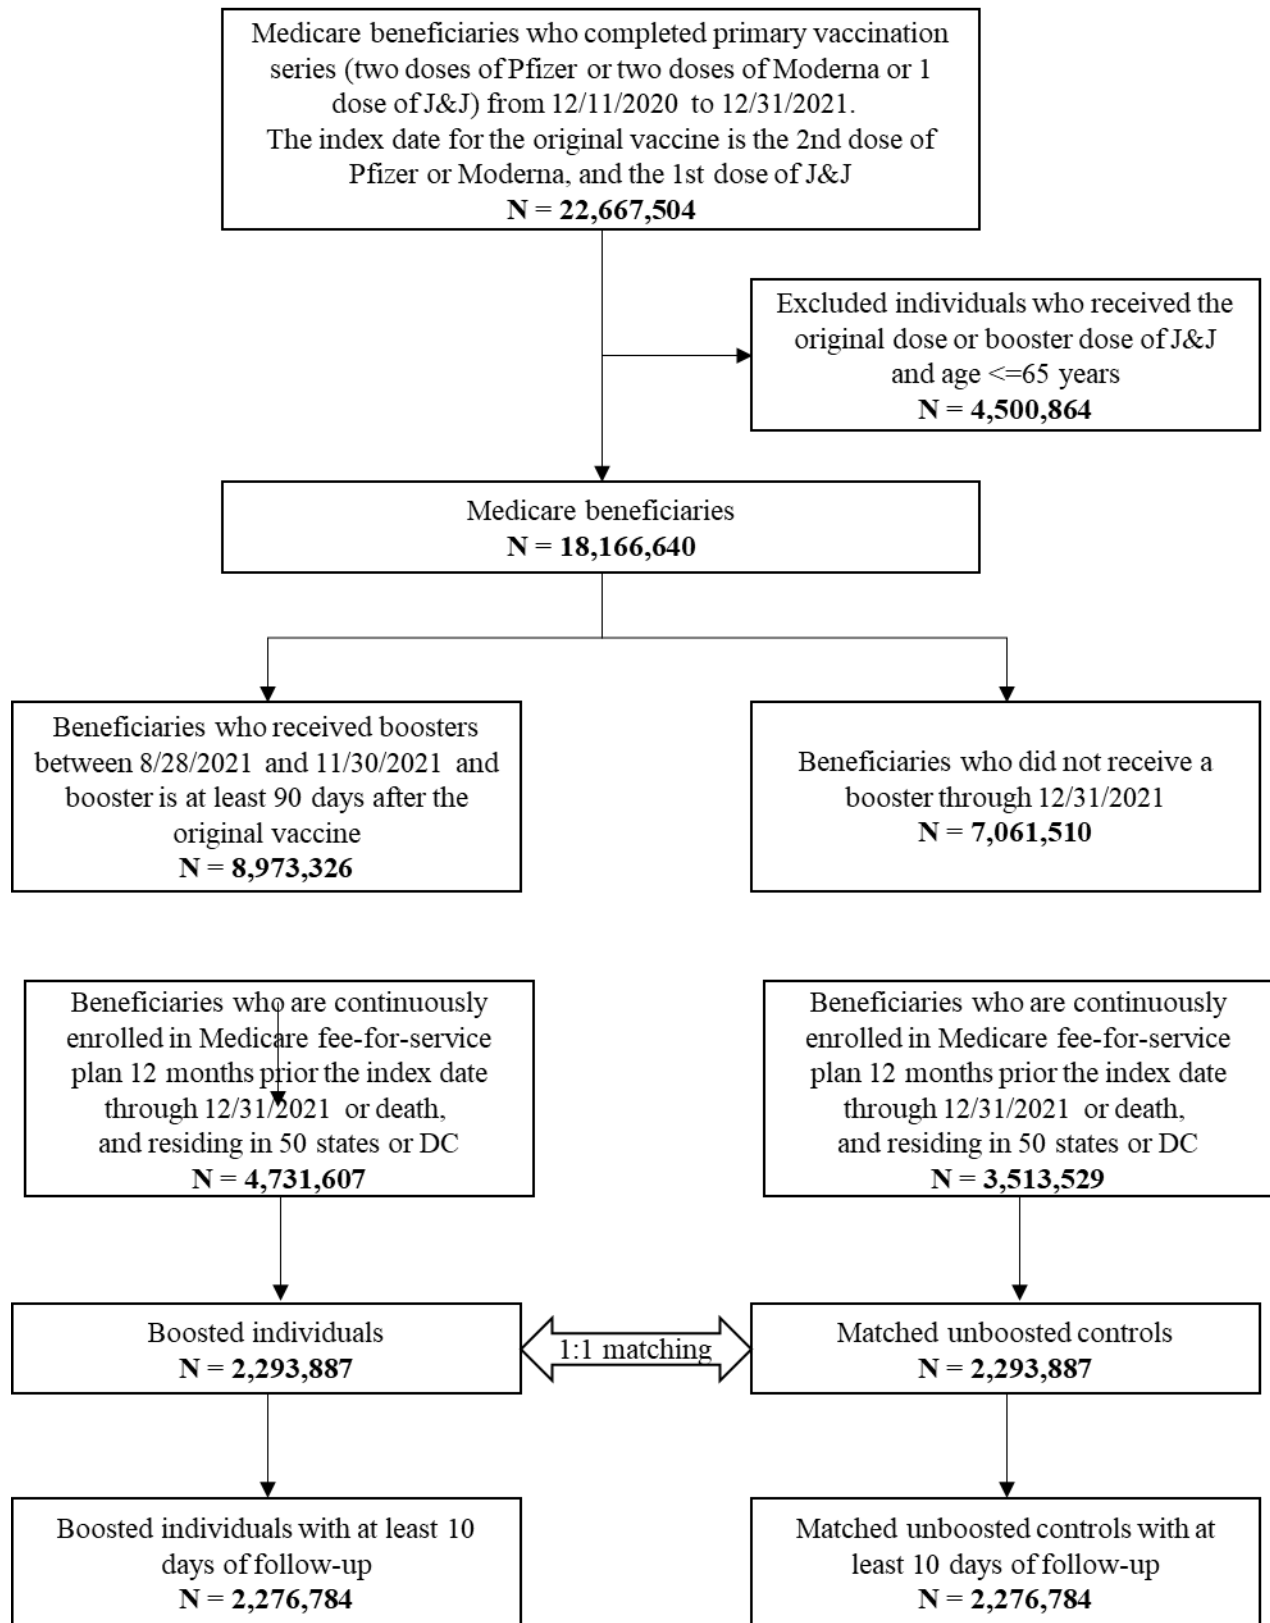 Medicare beneficiaries who completed primary vaccination
series (two doses of Pfizer or two doses of Moderna or 1
dose of J&J) from 12/11/2020 to 12/31/2021.
The index date for the original vaccine is the 2nd dose of
Pfizer or Moderna, and the 1st dose of J&J
N = 22,667,504
Excluded individuals who received the
original dose or booster dose of J&J
and age <=65 years
N = 4,500,864
Medicare beneficiaries
N = 18,166,640
Beneficiaries who received boosters
between 8/28/2021 and 11/30/2021 and
booster is at least 90 days after the
original vaccine
N = 8,973,326
Beneficiaries who did not receive a
booster through 12/31/2021
N = 7,061,510
Beneficiaries who are continuously
enrolled in Medicare fee-for-service
plan 12 months prior the index date
through 12/31/2021 or death,
and residing in 50 states or DC
N = 4,731,607
Beneficiaries who are continuously
enrolled in Medicare fee-for-service
plan 12 months prior the index date
through 12/31/2021 or death,
and residing in 50 states or DC
N = 3,513,529
Boosted individuals
N = 2,293,887
1:1 matching
Matched unboosted controls
N = 2,293,887
Boosted individuals with at least 10
days of follow-up
N = 2,276,784
Matched unboosted controls with at
least 10 days of follow-up
N = 2,276,784